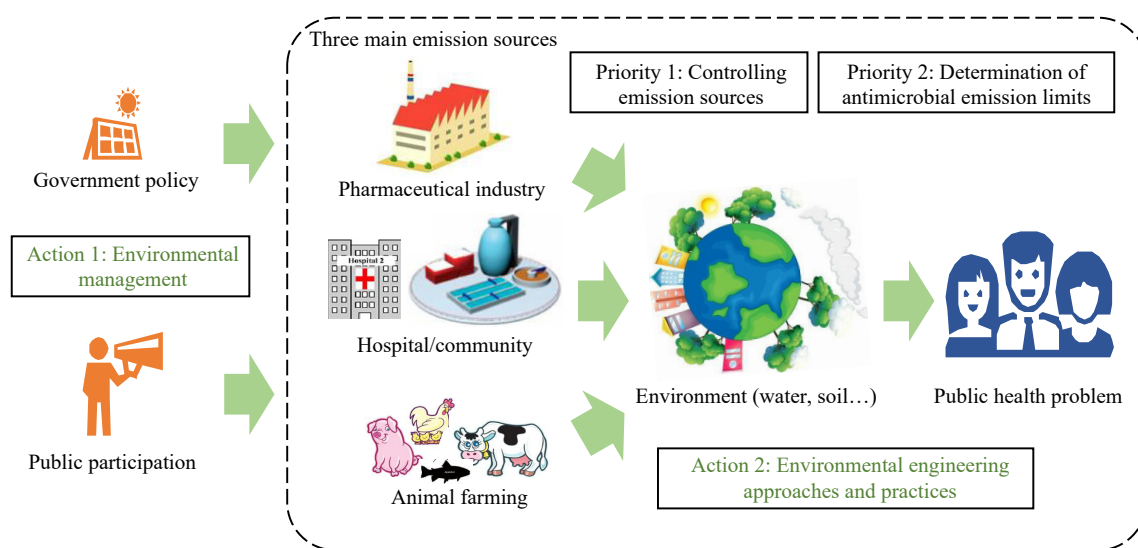 Three main emission sources
Priority 1: Controlling
emission sources
Priority 2: Determination of
antimicrobial emission limits
Government policy
Pharmaceutical industry
Action 1: Environmental
management
Hospital 2
Hospital/community
Environment (water, soil…)
Public health problem
Public participation
Animal farming
Action 2: Environmental engineering
approaches and practices